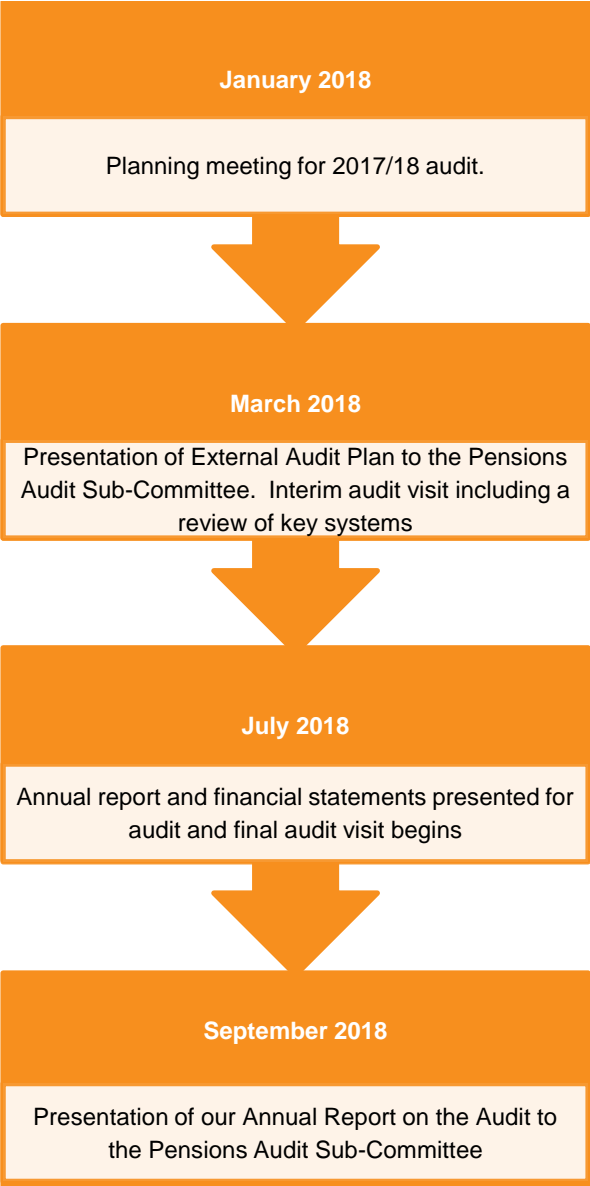 January 2018
Planning meeting for 2017/18 audit.
March 2018
Presentation of External Audit Plan to the Pensions
Audit Sub-Committee.  Interim audit visit including a
review of key systems
July 2018
Annual report and financial statements presented for
audit and final audit visit begins
September 2018
Presentation of our Annual Report on the Audit to
the Pensions Audit Sub-Committee